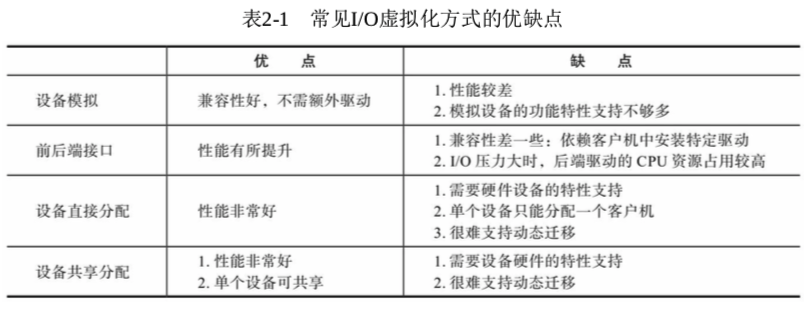 表2-1 常见I/O虚拟化方式的优缺点
优 点 缺 点
设备模拟 兼容性好，不需额外驱动 1. 性能较差
2. 模拟设备的功能特性支持不够多
前后端接口 性能有所提升 1. 兼容性差一些：依赖客户机中安装特定驱动
2. I/O 压力大时，后端驱动的 CPU 资源占用较高
设备直接分配 性能非常好 1. 需要硬件设备的特性支持
2. 单个设备只能分配一个客户机
3. 很难支持动态迁移
设备共享分配 1. 性能非常好 1. 需要设备硬件的特性支持
2. 单个设备可共享 2. 很难支持动态迁移